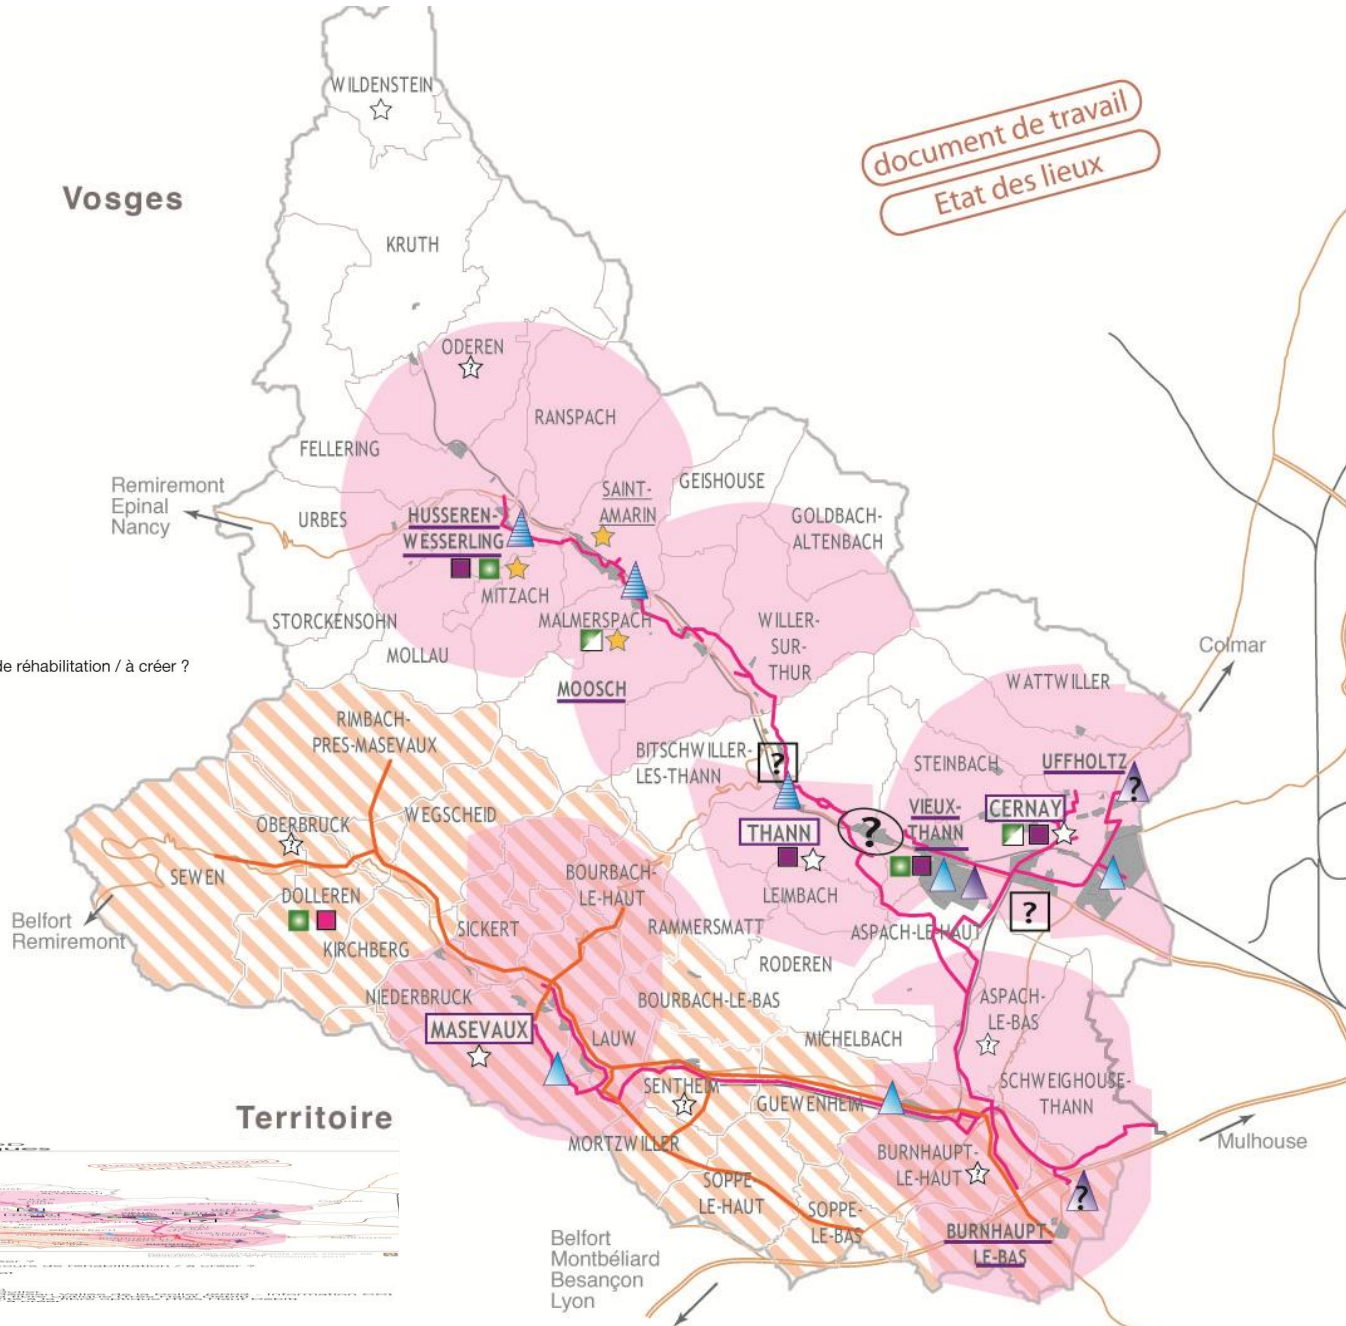 WILDENSTEIN
document de travail
Etat des lieux
Vosges
KRUTH
ODEREN
?
RANSPACH
FELLERING
Remiremont
Epinal
Nancy
URBES
HUSSEREN-
WESSERLING
SAINT-
AMARIN
GEISHOUSE
GOLDBACH-
ALTENBACH
MITZACH
STORCKENSOHN
MALMERSPACH
MOLLAU
WILLER-
SUR-
THUR
Colmar
de réhabilitation / à créer ?
MOOSCH
WATTWILLER
RIMBACH-
PRES-MASEVAUX
BITSCHWILLER-
LES-THANN
?
STEINBACH
UFFHOLTZ
?
WEGSCHEID
OBERBRUCK
?
THANN
?
VIEUX-
THANN
CERNAY
SEWEN
DOLLEREN
BOURBACH-
LE-HAUT
LEIMBACH
?
Belfort
Remiremont
SICKERT
KIRCHBERG
RAMMERSMATT
ASPACH-LE-HAUT
RODEREN
NIEDERBRUCK
BOURBACH-LE-BAS
ASPACH-
LE-BAS
?
MASEVAUX
LAUW
MICHELBACH
SENTHEIM
?
GUEWENHEIM
SCHWEIGHOUSE-
THANN
Territoire
MORTZWILLER
Mulhouse
BURNHAUPT-
LE-HAUT
?
?
SOPPE-
LE-HAUT
SOPPE-
LE-BAS
BURNHAUPT
LE-BAS
Belfort
Montbéliard
Besançon
Lyon